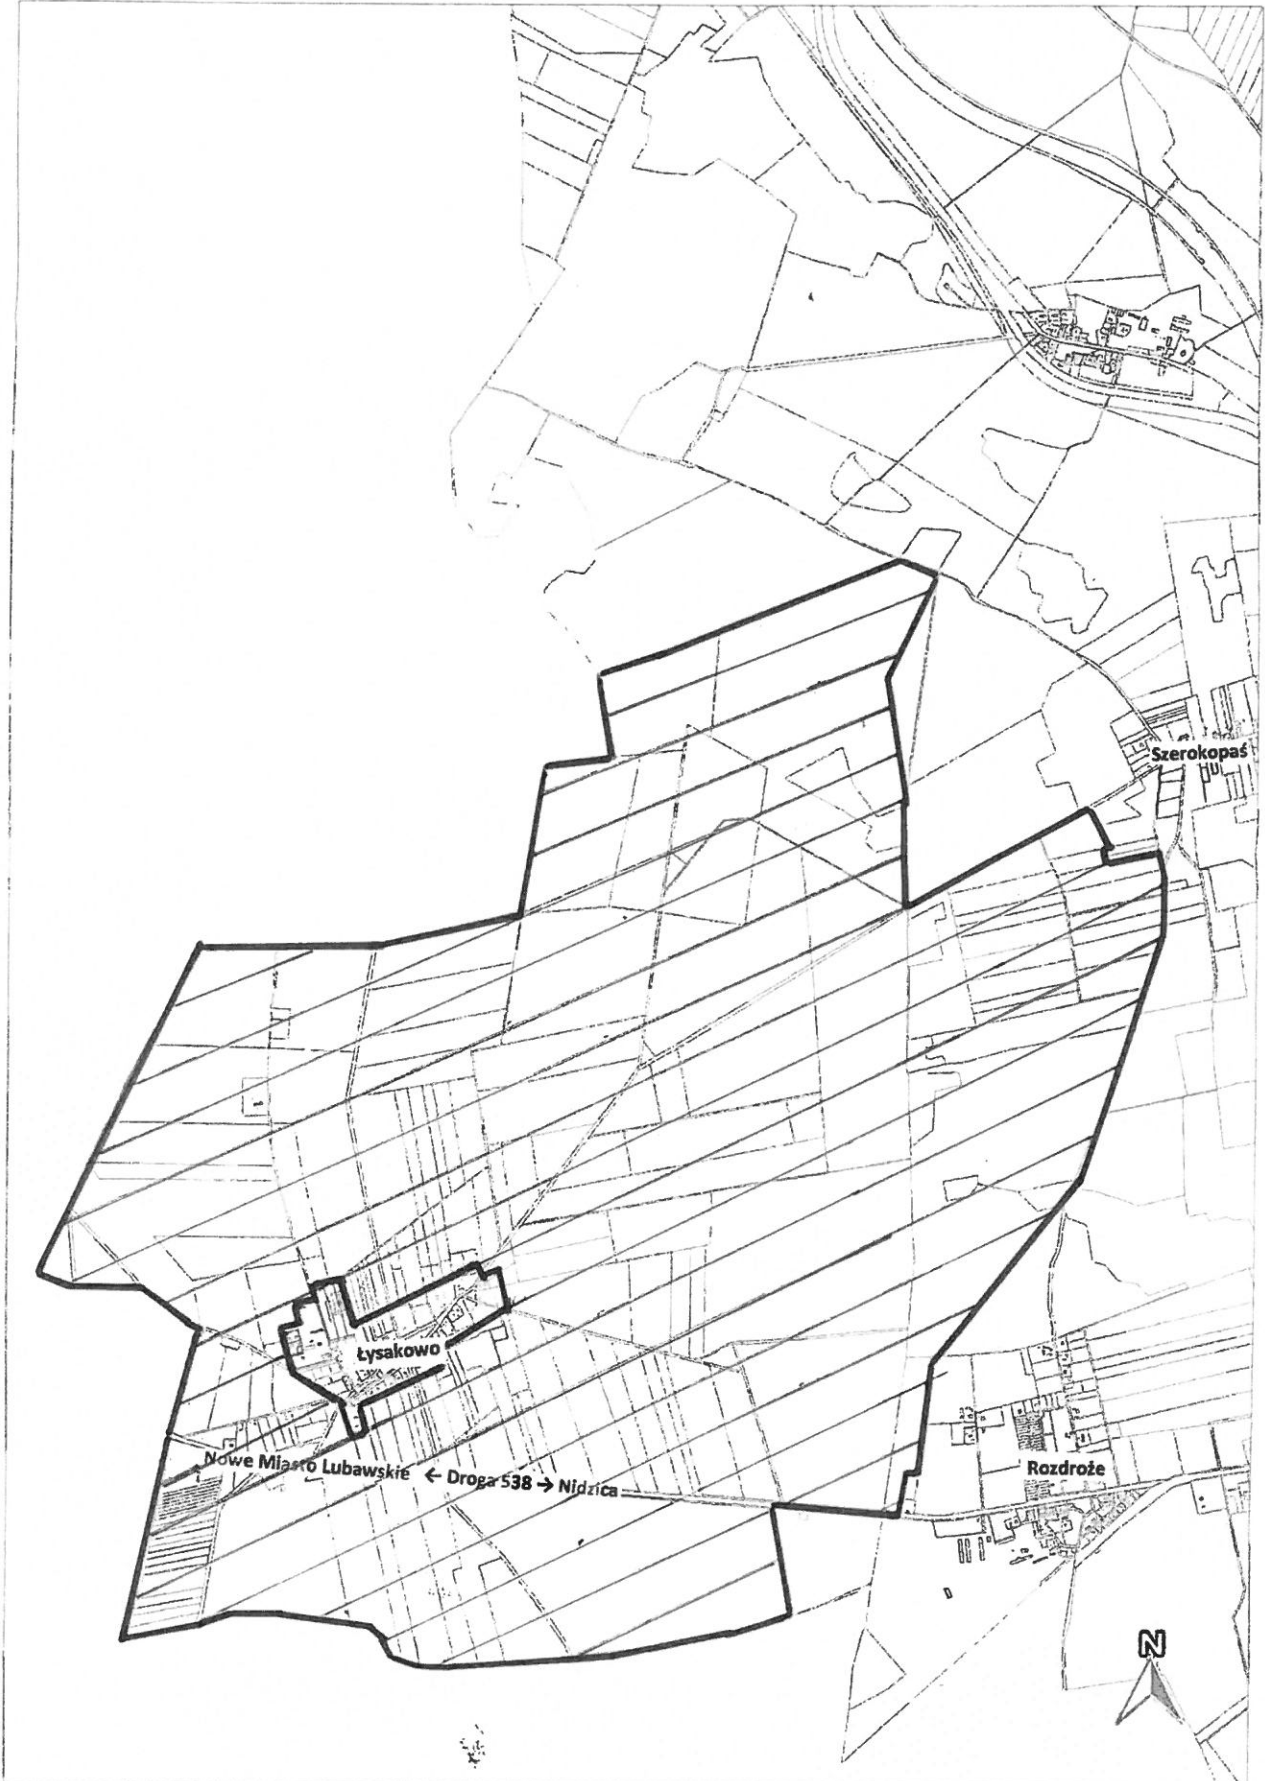 Szerokopaś
Łysakowo
Nowe Miasto Lubawskie ← Droga 538 → Nidzica
Rozdroże
N